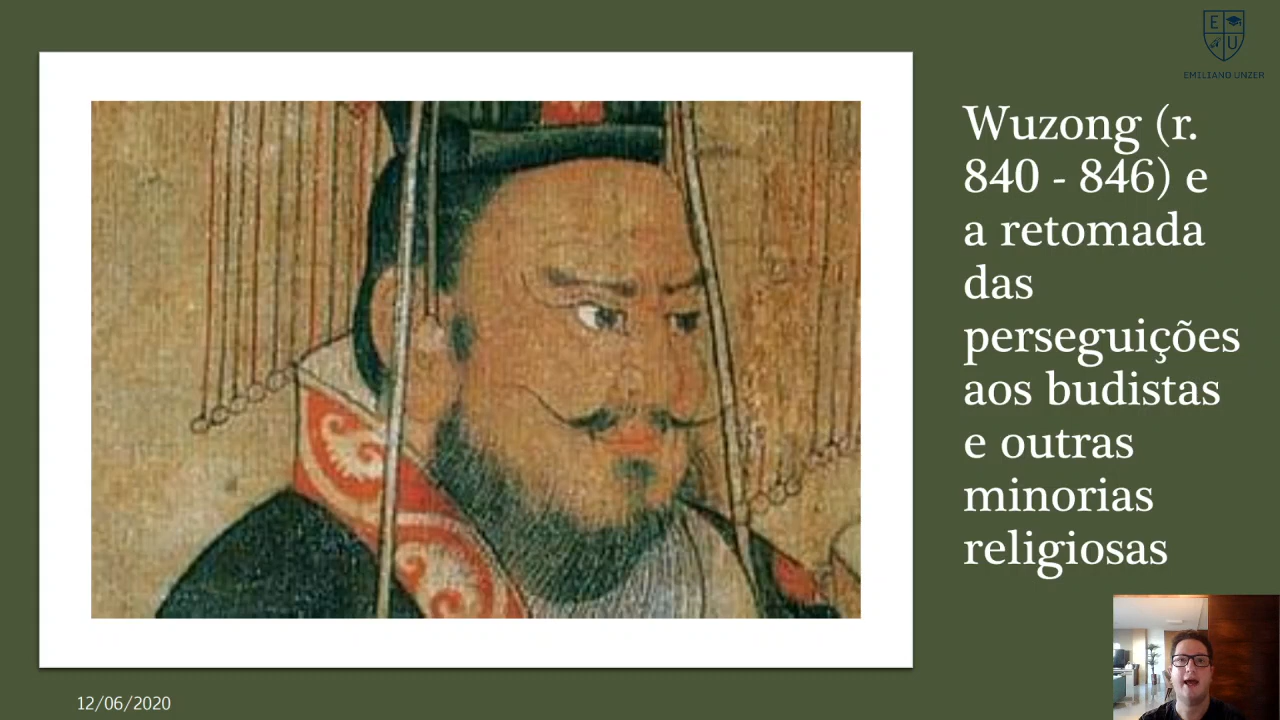 E
U
EMILIANO UNZER
Wuzong (r.
840 - 846) e
a retomada
das
perseguições
aos budistas
e outras
minorias
religiosas
12/06/2020